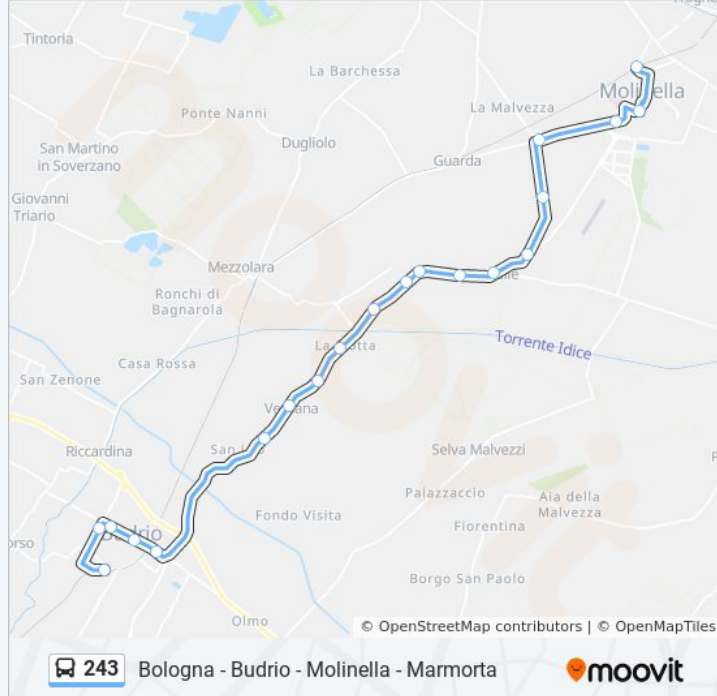 Tintoria
La Barchessa
Molinella
La Malvezza
Ponte Nanni
Dugliolo
San Martino
in Soverzano
Guarda
Giovanni
Triario
Mezzolara
Ronchi di
Bagnarola
Torrente Idice
Casa Rossa
San Zenone
Riccardina
Selva Malvezzi
Palazzaccio
Aia della
Malvezza
Fondo Visita
Fiorentina
Budrio
orso
Borgo San Paolo
Olmo
© OpenStreetMap contributors | © OpenMapTiles
243 Bologna - Budrio - Molinella - Marmorta moovit